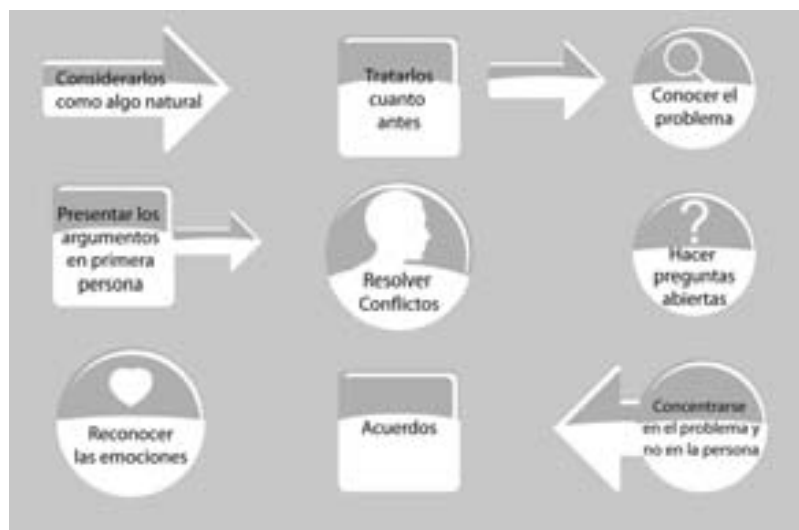 Considerarlos
como algo natural
Tratarlos
cuanto
antes
Conocer el
problema
Presentar los
argumentos
en primera
persona
Resolver
Conflictos
?
Hacer
preguntas
abiertas
Reconocer
las emociones
Acuerdos
Concentrarse
en el problema y
no en la persona